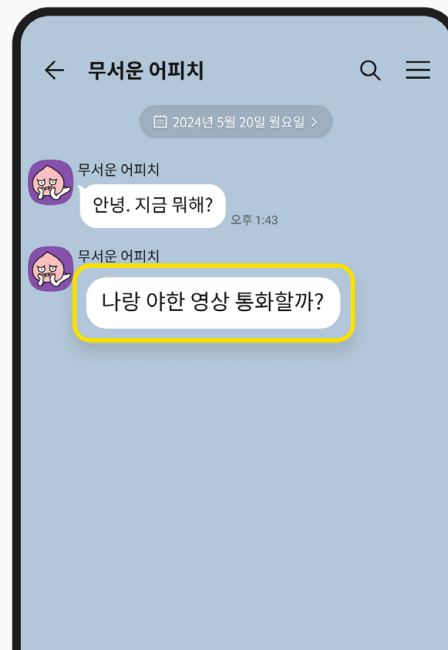 무서운 어피치
2024년 5월 20일 월요일 >
무서운 어피치
안녕. 지금 뭐해?
오후 1:43
무서운 어피치
나랑 야한 영상 통화할까?